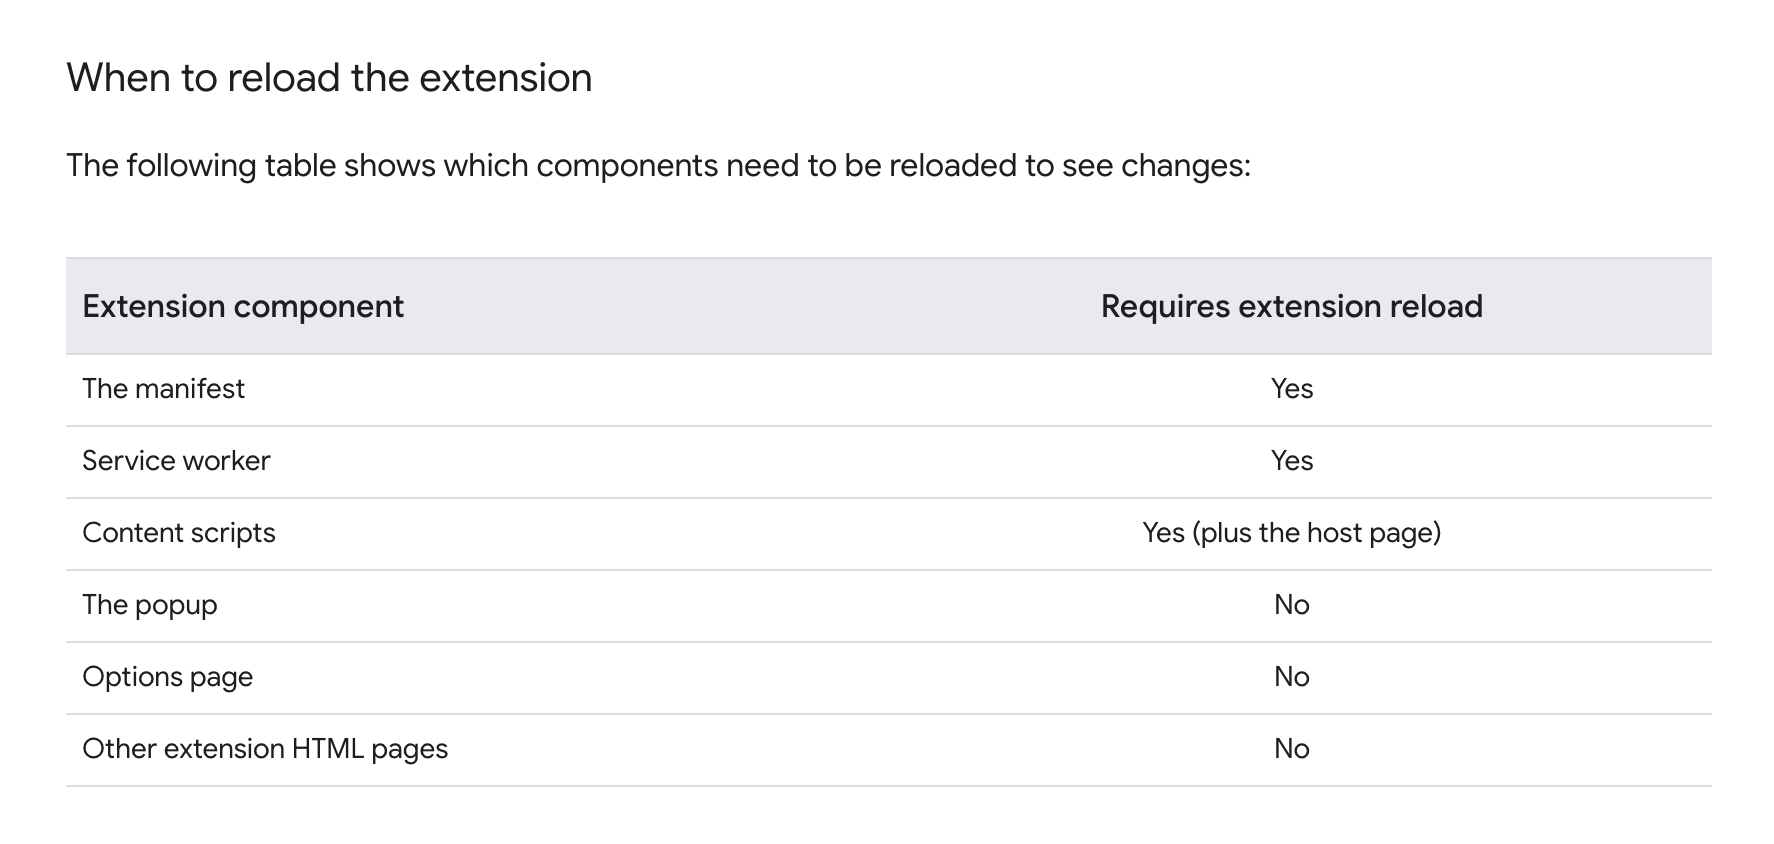 When to reload the extension
The following table shows which components need to be reloaded to see changes:
Extension component Requires extension reload
The manifest Yes
Service worker Yes
Content scripts Yes (plus the host page)
The popup No
Options page No
Other extension HTML pages No